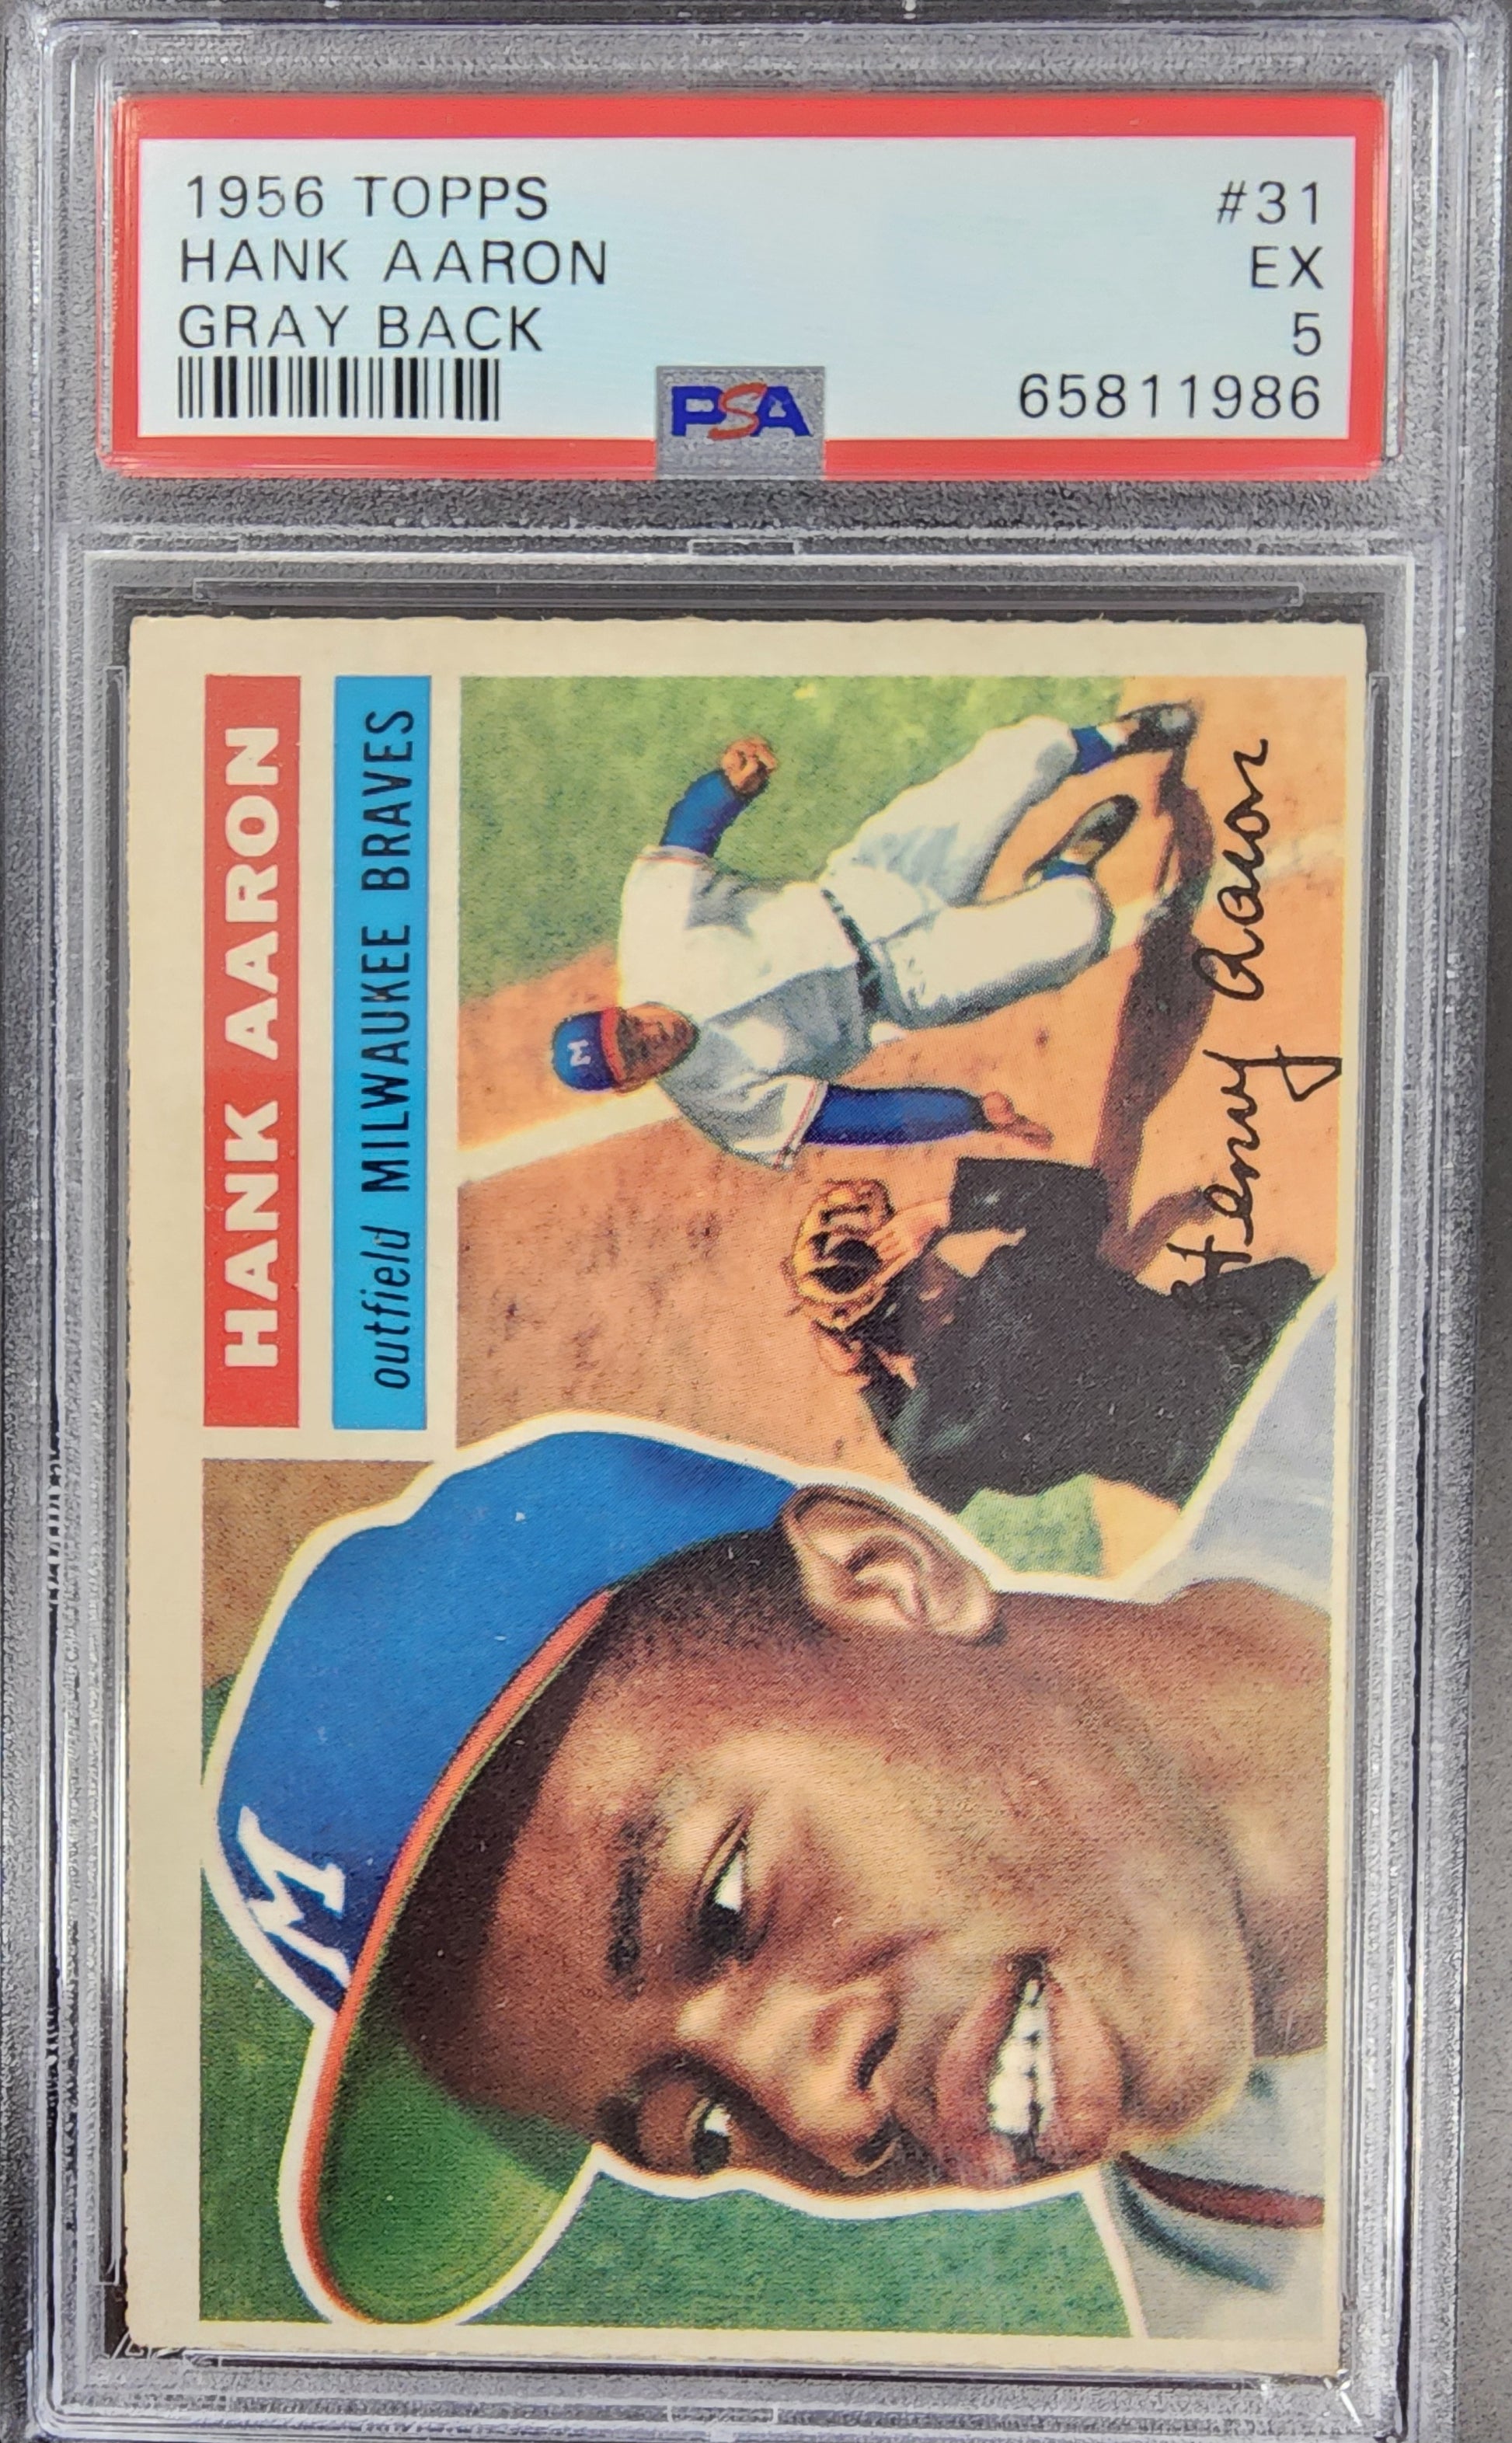 1956 TOPPS #31
HANK AARON EX
GRAY BACK 5
65811986
PSA
HANK AARON
outfield MILWAUKEE BRAVES
Henry Aaron
M
M